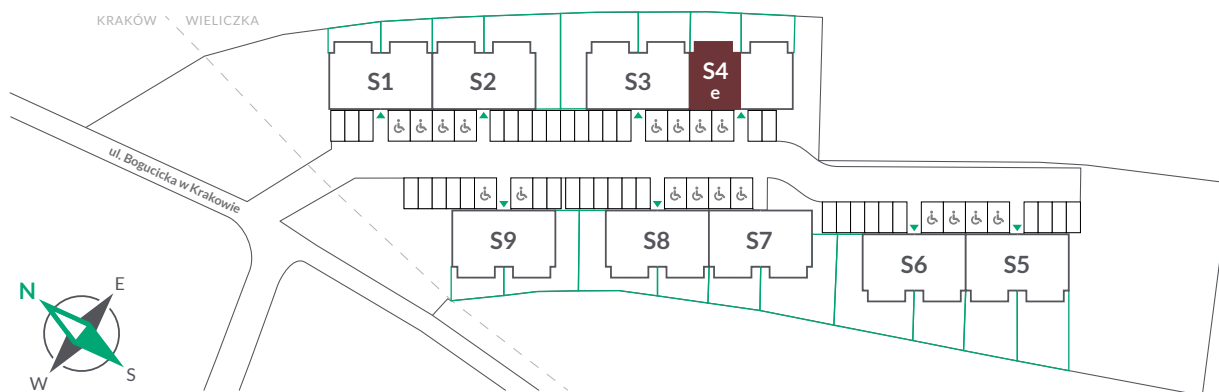 KRAKÓW WIELICZKA
S1
S2
S3
S4
e
ul. Bogucicka w Krakowie
S9
S8
S7
S6
S5
N
E
W
S